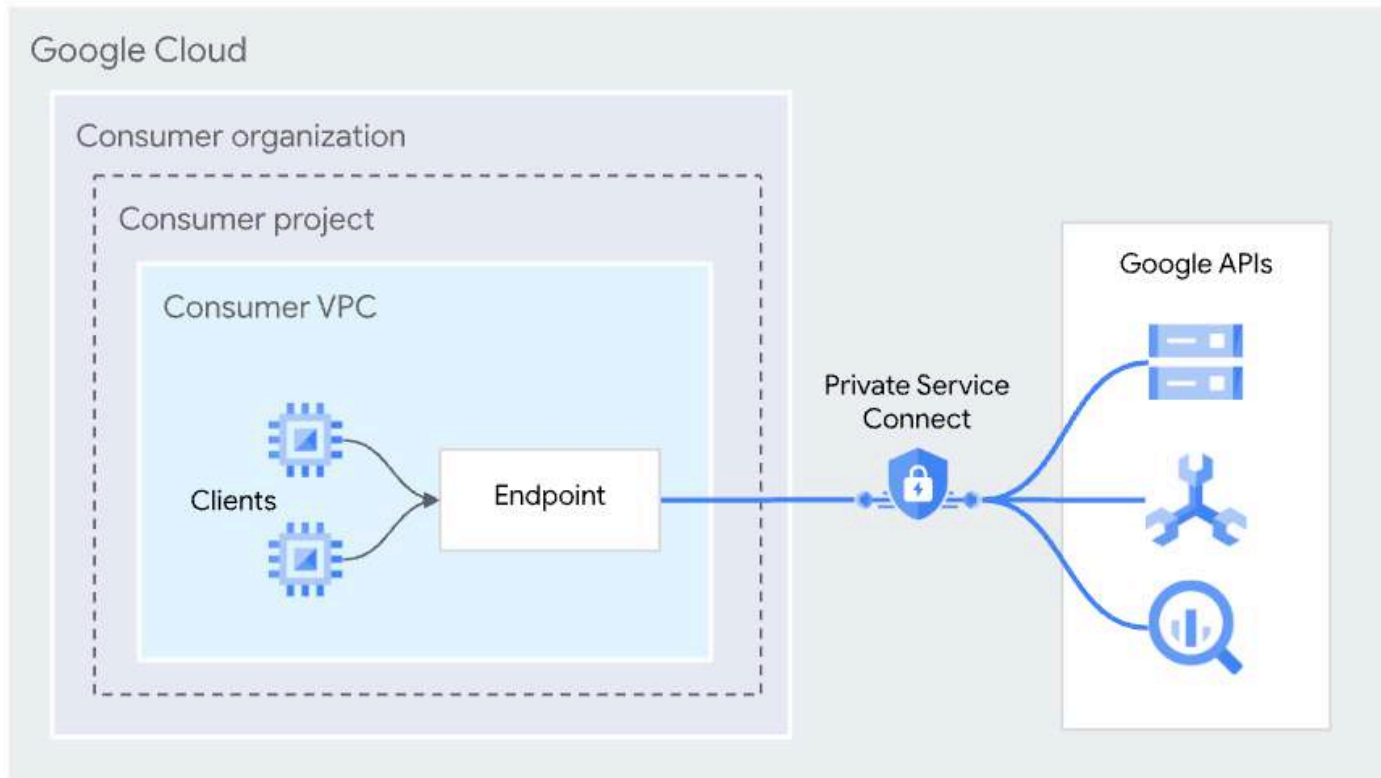 Google Cloud
Consumer organization
Consumer project
Consumer VPC
Clients
Endpoint
Private Service
Connect
Google APIs